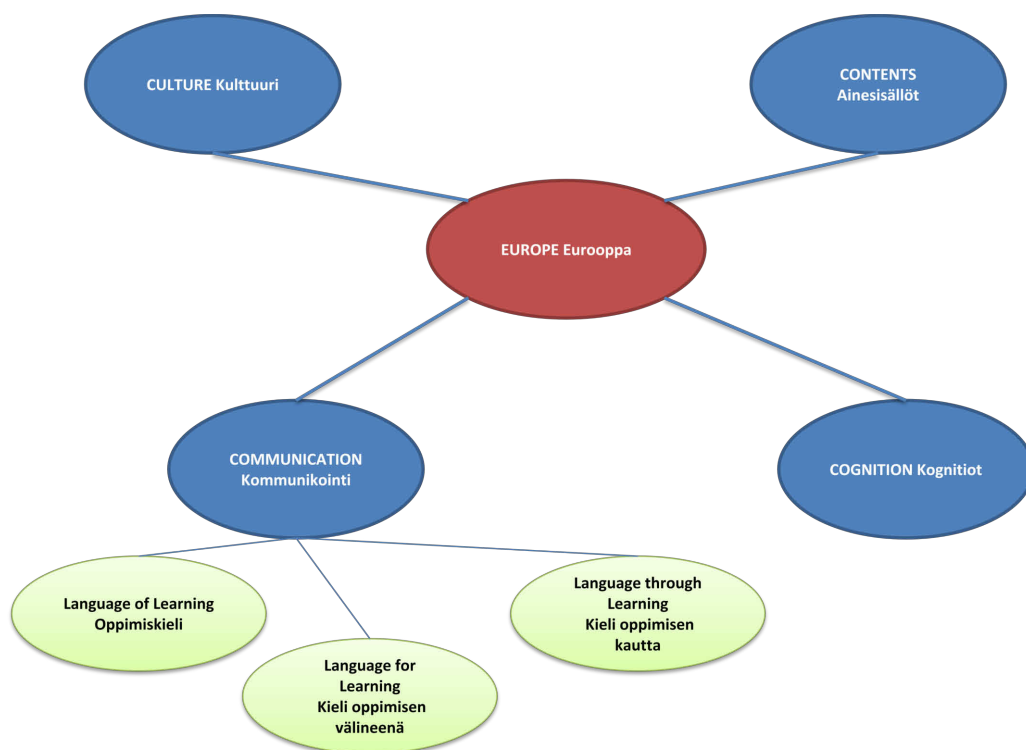 CULTURE Kulttuuri
CONTENTS
Ainesisällöt
EUROPE Eurooppa
COMMUNICATION
Kommunikointi
COGNITION Kognitiot
Language of Learning
Oppimiskieli
Language for
Learning
Kieli oppimisen
välineenä
Language through
Learning
Kieli oppimisen
kautta